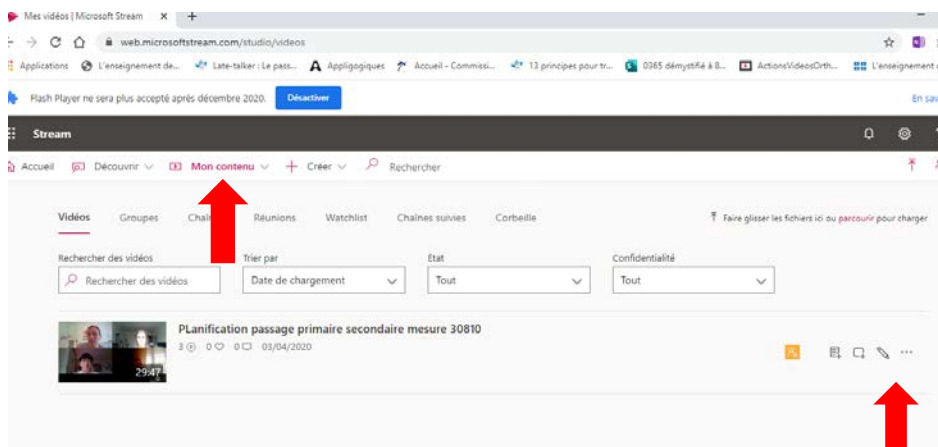 Mes vidéos | Microsoft Stream
web.microsoftstream.com/studio/videos
Applications L'enseignement de... Late-talker : Le pass... Appligogiques Accueil - Commissi... 13 principes pour tr... 0365 démystifié à 8... ActionsVideosOrth... L'enseignement
Flash Player ne sera plus accepté après décembre 2020. Désactiver En sav
Stream
Accueil Découvrir Mon contenu Créer Rechercher
Vidéos Groupes Réunions Watchlist Chaînes suivies Corbeille Faire glisser les fichiers ici ou parcourir pour charger
Rechercher des vidéos Trier par Etat Confidentialité
Rechercher des vidéos Date de chargement Tout Tout
PLanification passage primaire secondaire mesure 30810
3 0 0 03/04/2020
29:47